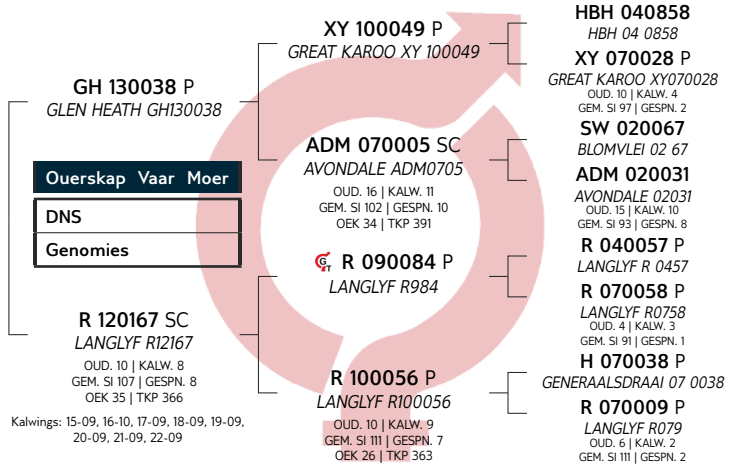 GH 130038 P
GLEN HEATH GH130038
Ouerskap Vaar Moer
DNS
Genomies
R 120167 SC
LANGLYF R12167
OUD. 10 | KALW. 8
GEM. SI 107 | GESPN. 8
OEK 35 | TKP 366
Kalwings: 15-09, 16-10, 17-09, 18-09, 19-09,
20-09, 21-09, 22-09
XY 100049 P
GREAT KAROO XY 100049
ADM 070005 SC
AVONDALE ADM0705
OUD. 16 | KALW. 11
GEM. SI 102 | GESPN. 10
OEK 34 | TKP 391
GT R 090084 P
LANGLYF R984
R 100056 P
LANGLYF R100056
OUD. 10 | KALW. 9
GEM. SI 111 | GESPN. 7
OEK 26 | TKP 363
HBH 040858
HBH 04 0858
XY 070028 P
GREAT KAROO XY070028
OUD. 10 | KALW. 4
GEM. SI 97 | GESPN. 2
SW 020067
BLOMVLEI 02 67
ADM 020031
AVONDALE 02031
OUD. 15 | KALW. 10
GEM. SI 93 | GESPN. 8
R 040057 P
LANGLYF R 0457
R 070058 P
LANGLYF R0758
OUD. 4 | KALW. 3
GEM. SI 91 | GESPN. 1
H 070038 P
GENERAALSDRAAI 07 0038
R 070009 P
LANGLYF R079
OUD. 6 | KALW. 2
GEM. SI 111 | GESPN. 2